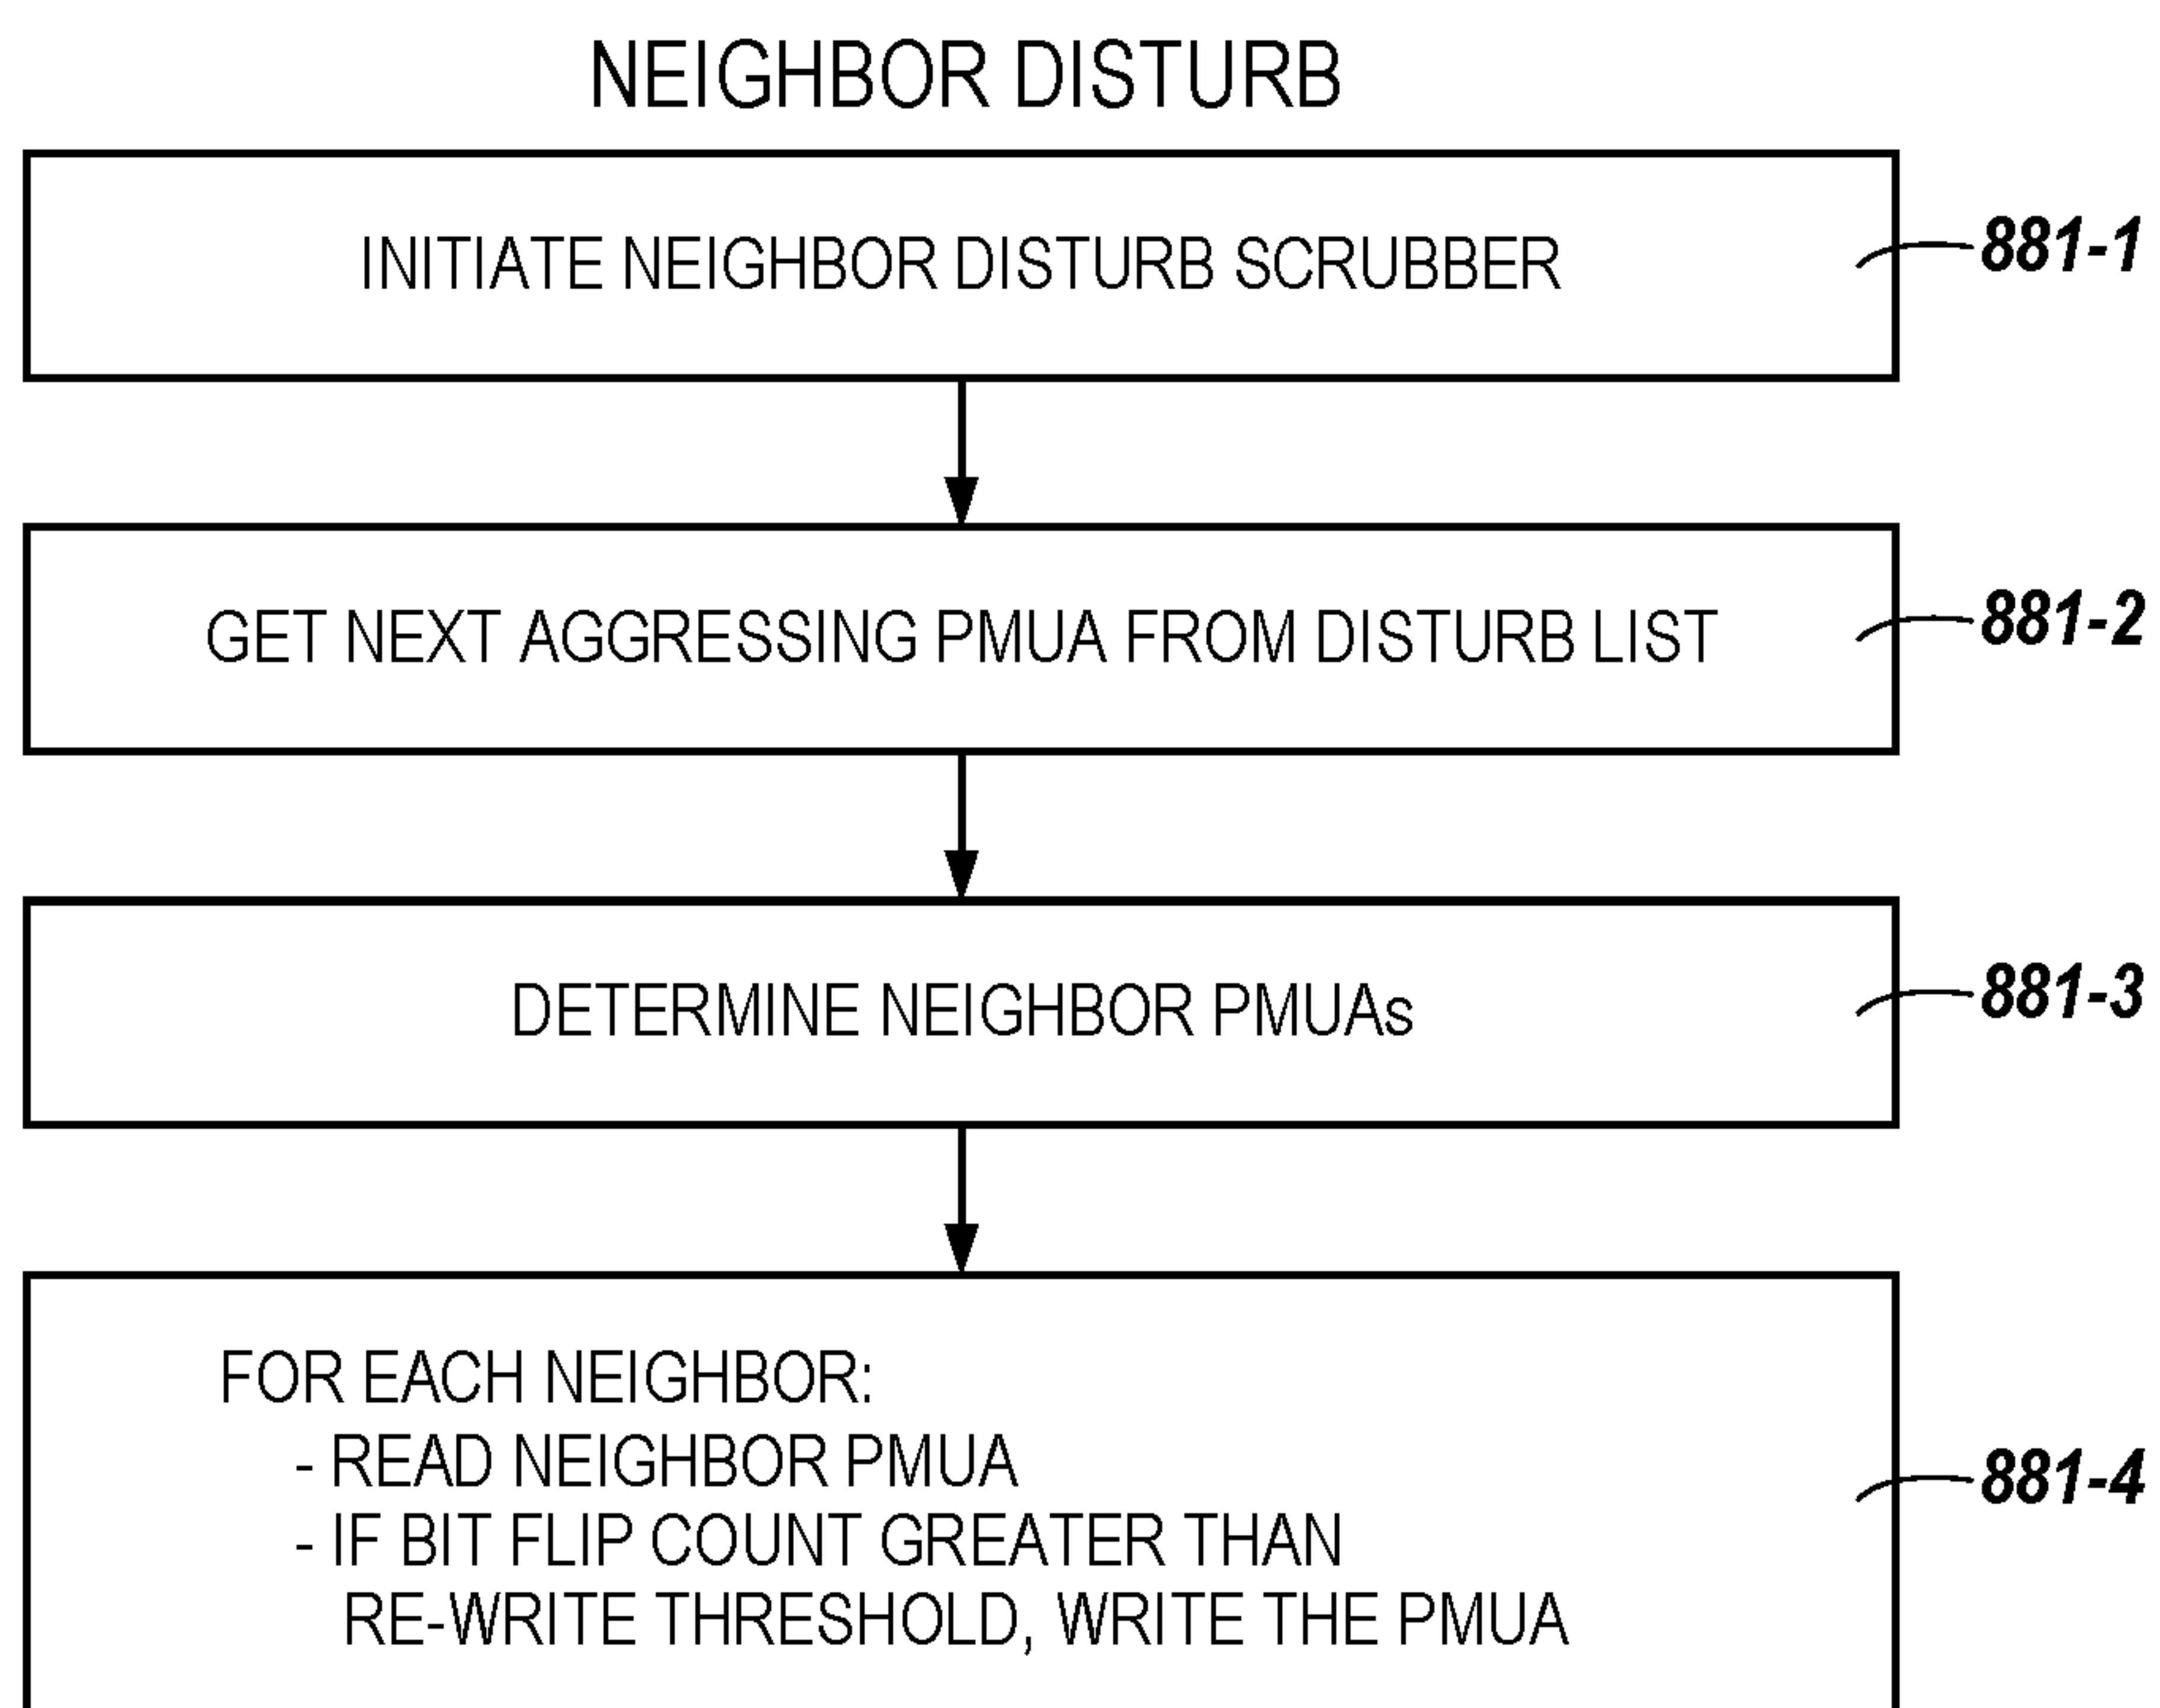 NEIGHBOR DISTURB
INITIATE NEIGHBOR DISTURB SCRUBBER
881-1
GET NEXT AGGRESSING PMUA FROM DISTURB LIST
881-2
DETERMINE NEIGHBOR PMUAs
881-3
FOR EACH NEIGHBOR:
- READ NEIGHBOR PMUA
- IF BIT FLIP COUNT GREATER THAN
RE-WRITE THRESHOLD, WRITE THE PMUA
881-4